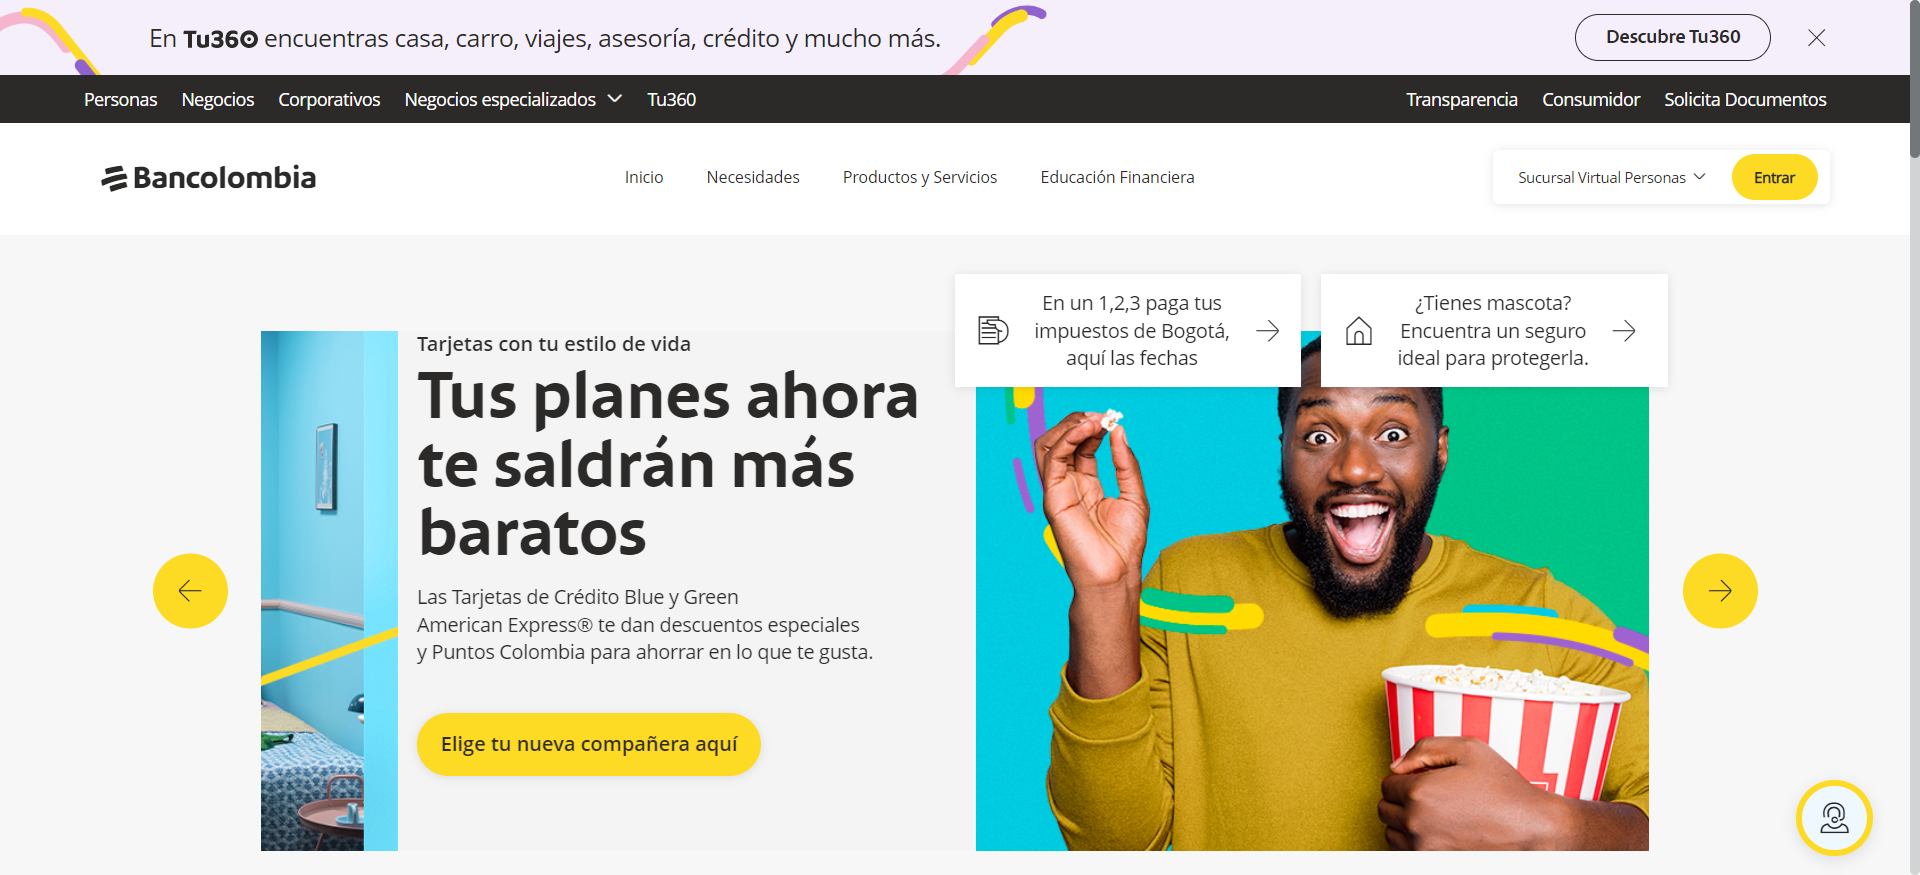 En Tu360 encuentras casa, carro, viajes, asesoría, crédito y mucho más.
Descubre Tu360
Personas
Negocios
Corporativos
Negocios especializados
Tu360
Transparencia
Consumidor
Solicita Documentos
Bancolombia
Inicio
Necesidades
Productos y Servicios
Educación Financiera
Sucursal Virtual Personas
Entrar
En un 1,2,3 paga tus
impuestos de Bogotá,
aquí las fechas
¿Tienes mascota?
Encuentra un seguro
ideal para protegerla.
Tarjetas con tu estilo de vida
Tus planes ahora
te saldrán más
baratos
Las Tarjetas de Crédito Blue y Green
American Express® te dan descuentos especiales
y Puntos Colombia para ahorrar en lo que te gusta.
Elige tu nueva compañera aquí